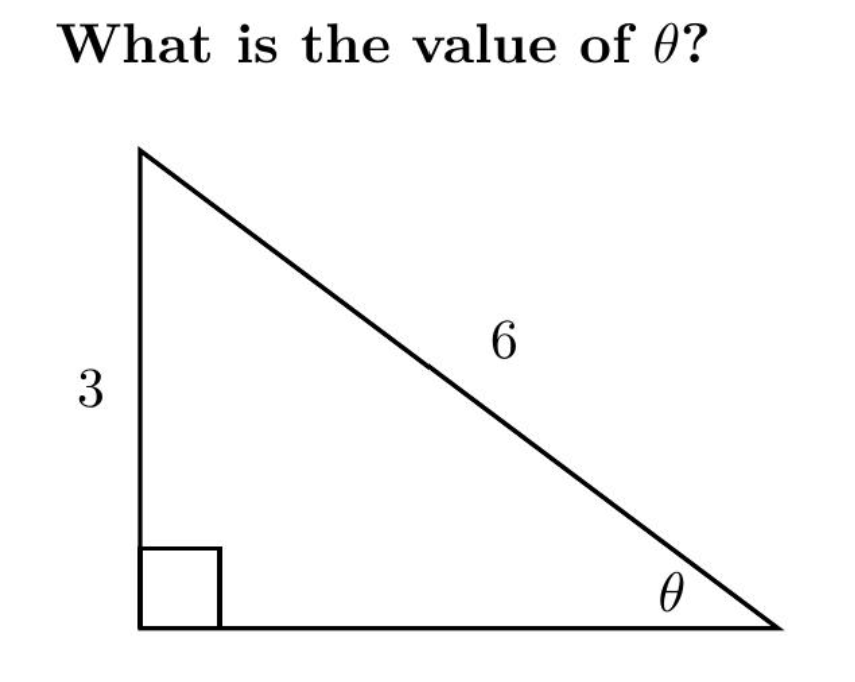 What is the value of θ?
6
3
θ